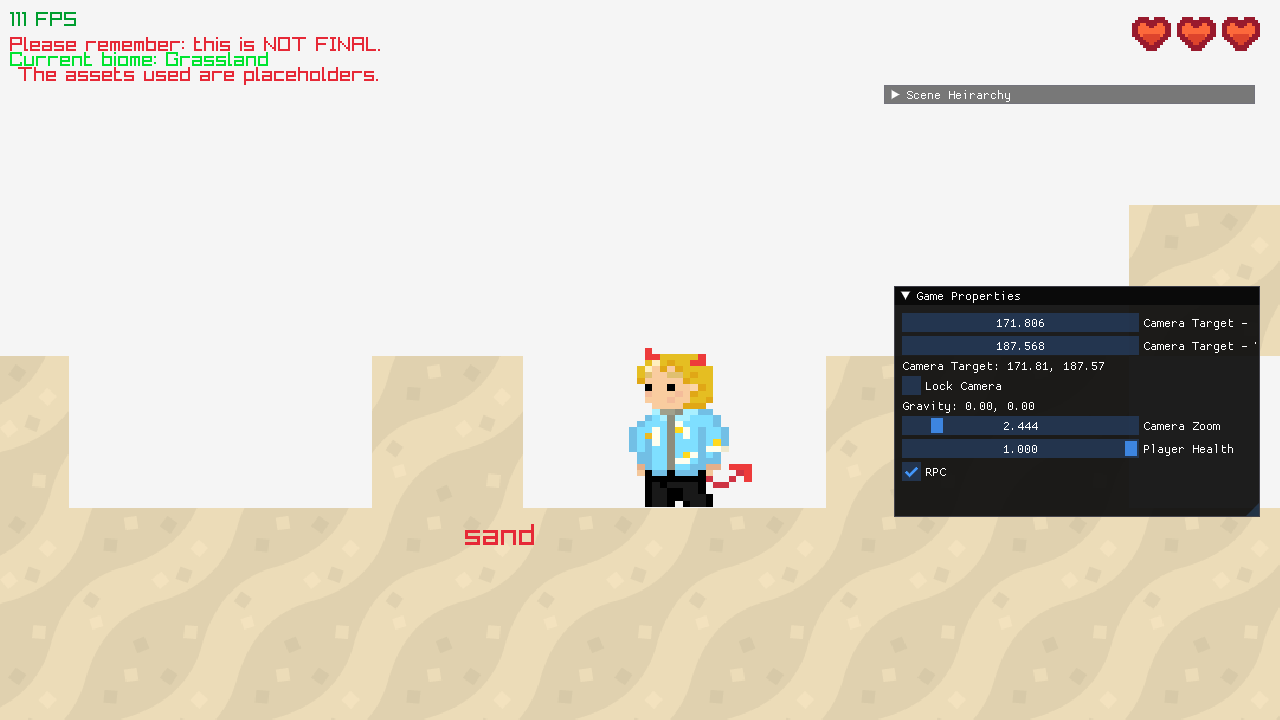 111 FPS
Please remember: this is NOT FINAL.
Current biome: Grassland
The assets used are placeholders.
Scene Heirarchy
Game Properties
171.806 Camera Target -
187.568 Camera Target -
Camera Target: 171.81, 187.57
Lock Camera
Gravity: 0.00, 0.00
2.444 Camera Zoom
1.000 Player Health
RPC
sand